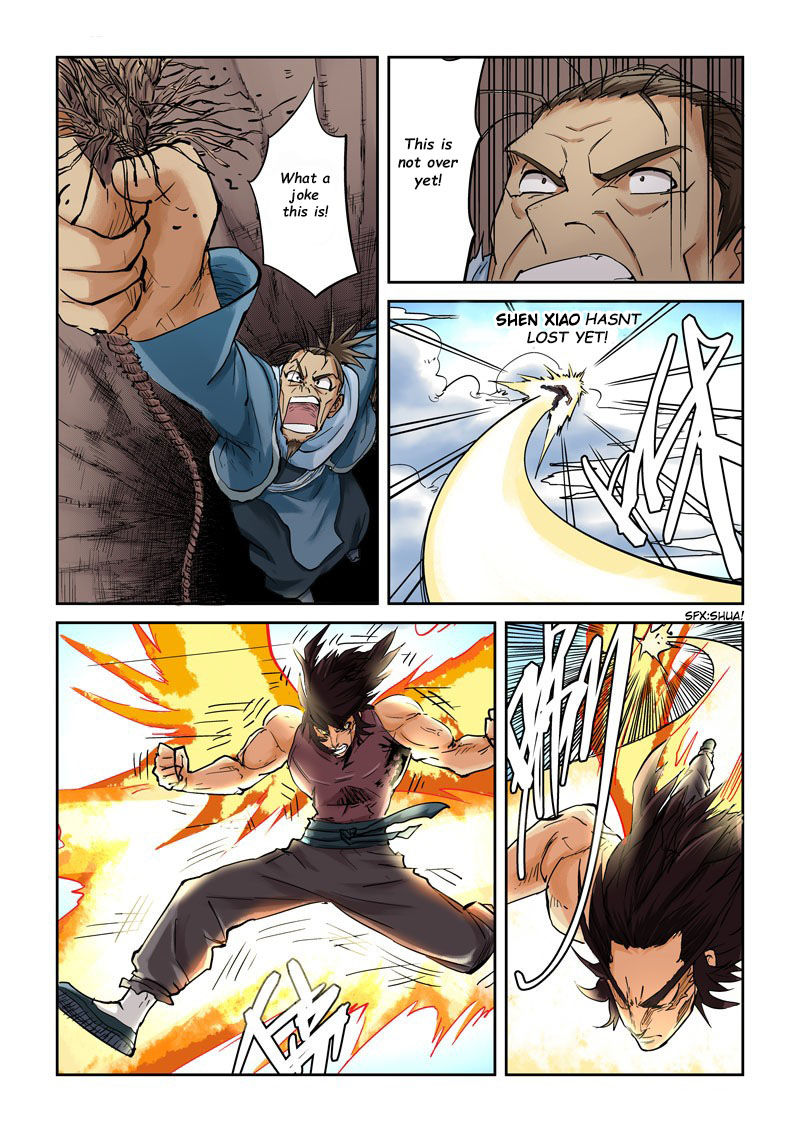 What a
joke
this is!
This is
not over
yet!
SHEN XIAO HASNT
LOST YET!
SFX:SHUA!